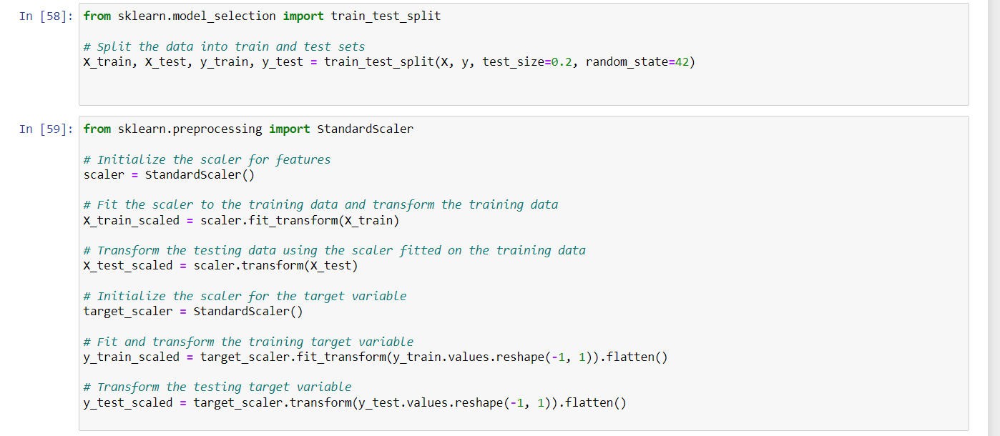 In [58]: from sklearn.model_selection import train_test_split
# Split the data into train and test sets
X_train, X_test, y_train, y_test = train_test_split(X, y, test_size=0.2, random_state=42)
In [59]: from sklearn.preprocessing import StandardScaler
# Initialize the scaler for features
scaler = StandardScaler()
# Fit the scaler to the training data and transform the training data
X_train_scaled = scaler.fit_transform(X_train)
# Transform the testing data using the scaler fitted on the training data
X_test_scaled = scaler.transform(X_test)
# Initialize the scaler for the target variable
target_scaler = StandardScaler()
# Fit and transform the training target variable
y_train_scaled = target_scaler.fit_transform(y_train.values.reshape(-1, 1)).flatten()
# Transform the testing target variable
y_test_scaled = target_scaler.transform(y_test.values.reshape(-1, 1)).flatten()